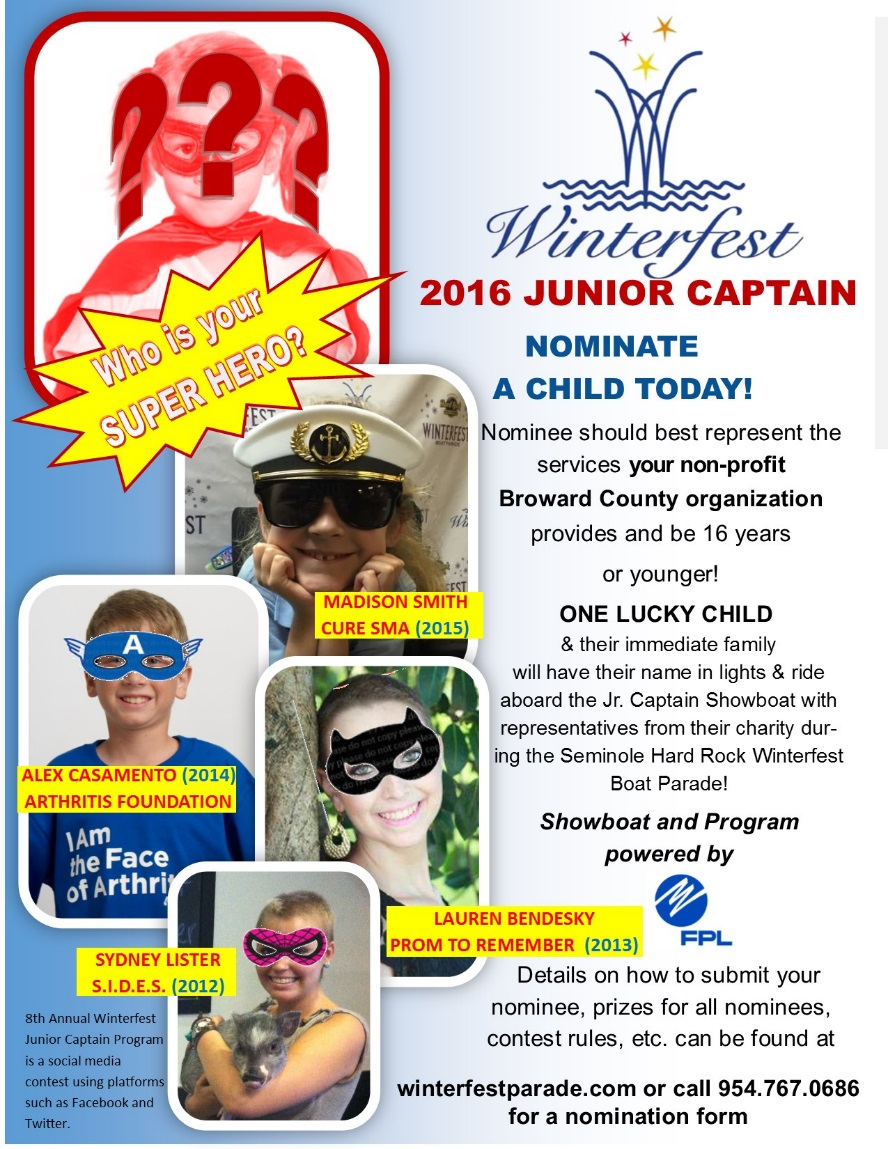 ???
Who is your
SUPER HERO?
Winterfest
2016 JUNIOR CAPTAIN
NOMINATE
A CHILD TODAY!
Nominee should best represent the
services your non-profit
Broward County organization
provides and be 16 years
or younger!
ONE LUCKY CHILD
& their immediate family
will have their name in lights & ride
aboard the Jr. Captain Showboat with
representatives from their charity dur-
ing the Seminole Hard Rock Winterfest
Boat Parade!
Showboat and Program
powered by
FPL
Details on how to submit your
nominee, prizes for all nominees,
contest rules, etc. can be found at
winterfestparade.com or call 954.767.0686
for a nomination form
WINTERFEST
MADISON SMITH
CURE SMA (2015)
A
ALEX CASAMENTO (2014)
ARTHRITIS FOUNDATION
I Am
the Face
of Arthri
please do not copy
LAUREN BENDESKY
PROM TO REMEMBER (2013)
SYDNEY LISTER
S.I.D.E.S. (2012)
8th Annual Winterfest
Junior Captain Program
is a social media
contest using platforms
such as Facebook and
Twitter.